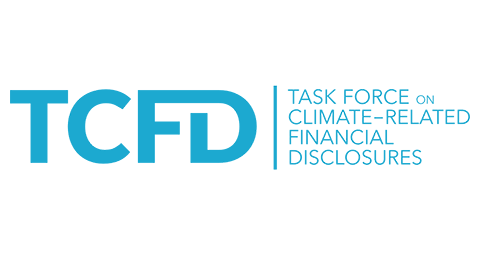 TCFD
TASK FORCE ON
CLIMATE–RELATED
FINANCIAL
DISCLOSURES